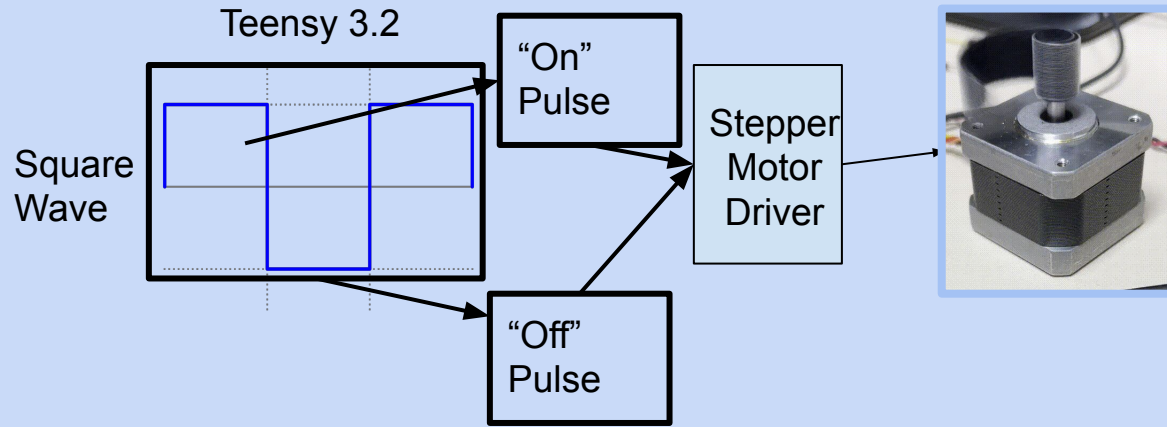 Teensy 3.2
Square
Wave
“On”
Pulse
“Off”
Pulse
Stepper
Motor
Driver